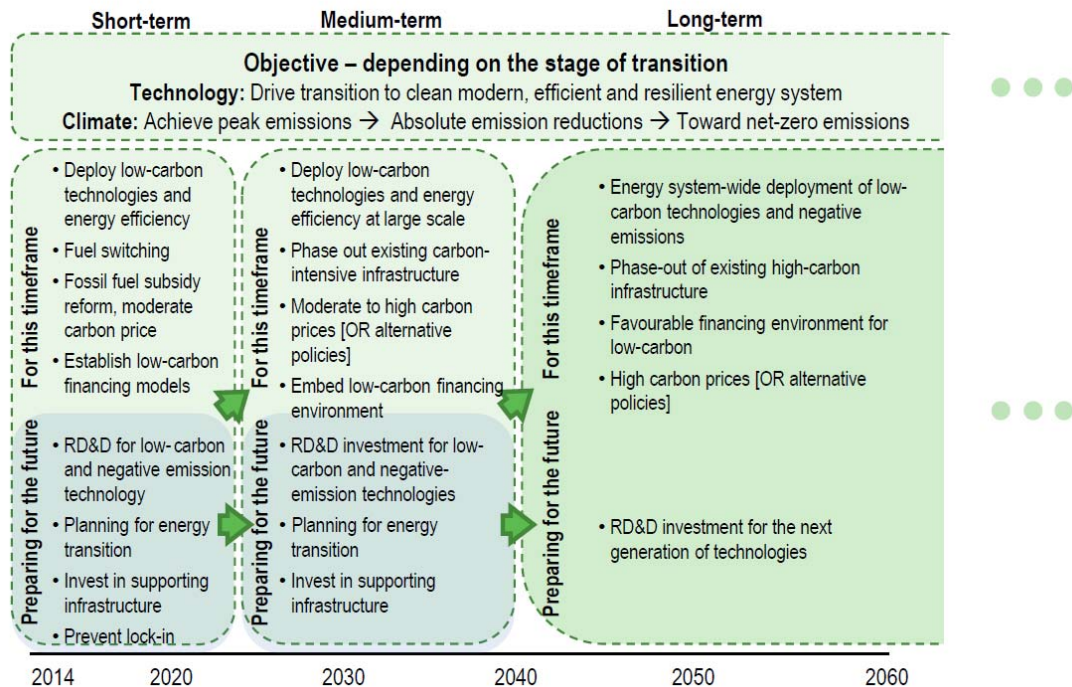 Short-term
Medium-term
Long-term
Objective – depending on the stage of transition
Technology: Drive transition to clean modern, efficient and resilient energy system
Climate: Achieve peak emissions → Absolute emission reductions → Toward net-zero emissions
For this timeframe
• Deploy low-carbon
technologies and
energy efficiency
• Fuel switching
• Fossil fuel subsidy
reform, moderate
carbon price
• Establish low-carbon
financing models
Preparing for the future
• RD&D for low- carbon
and negative emission
technology
• Planning for energy
transition
• Invest in supporting
infrastructure
• Prevent lock-in
For this timeframe
• Deploy low-carbon
technologies and energy
efficiency at large scale
• Phase out existing carbon-
intensive infrastructure
• Moderate to high carbon
prices [OR alternative
policies]
• Embed low-carbon financing
environment
Preparing for the future
• RD&D investment for low-
carbon and negative-
emission technologies
• Planning for energy
transition
• Invest in supporting
infrastructure
For this timeframe
• Energy system-wide deployment of low-
carbon technologies and negative
emissions
• Phase-out of existing high-carbon
infrastructure
• Favourable financing environment for
low-carbon
• High carbon prices [OR alternative
policies]
Preparing for the future
• RD&D investment for the next
generation of technologies
2014
2020
2030
2040
2050
2060